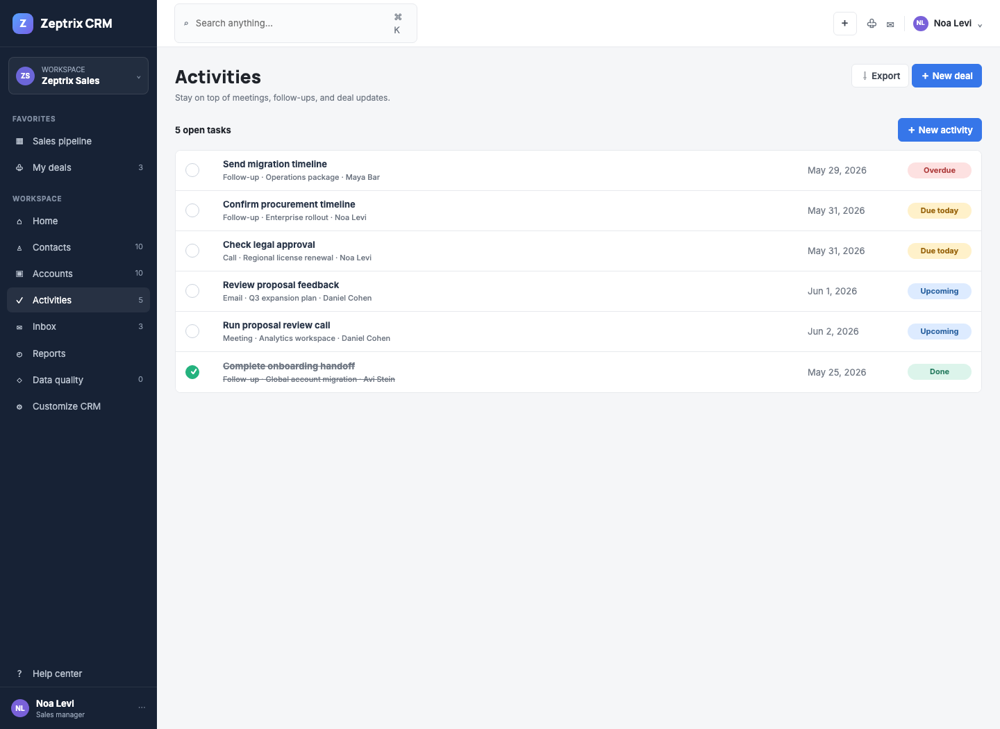 Z Zeptrix CRM
ZS WORKSPACE
Zeptrix Sales
FAVORITES
Sales pipeline
My deals 3
WORKSPACE
Home
Contacts 10
Accounts 10
Activities 5
Inbox 3
Reports
Data quality 0
Customize CRM
? Help center
NL Noa Levi
Sales manager
Search anything... ⌘ K
+ NL Noa Levi
Activities
Stay on top of meetings, follow-ups, and deal updates.
Export + New deal
5 open tasks
+ New activity
Send migration timeline
Follow-up · Operations package · Maya Bar
May 29, 2026 Overdue
Confirm procurement timeline
Follow-up · Enterprise rollout · Noa Levi
May 31, 2026 Due today
Check legal approval
Call · Regional license renewal · Noa Levi
May 31, 2026 Due today
Review proposal feedback
Email · Q3 expansion plan · Daniel Cohen
Jun 1, 2026 Upcoming
Run proposal review call
Meeting · Analytics workspace · Daniel Cohen
Jun 2, 2026 Upcoming
Complete onboarding handoff
Follow-up · Global account migration · Avi Stein
May 25, 2026 Done